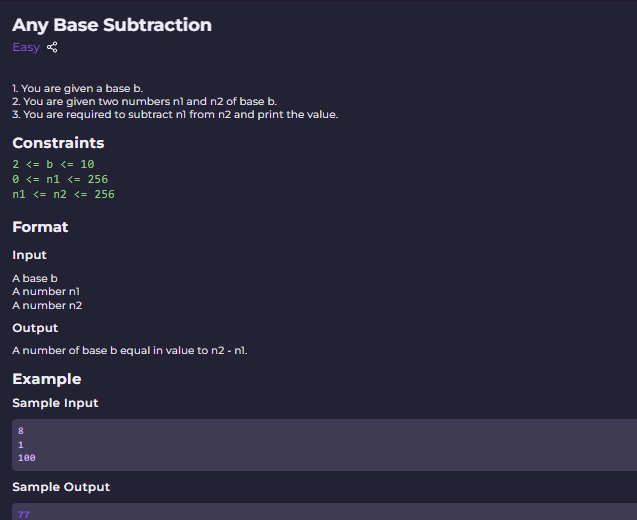 Any Base Subtraction
Easy
1. You are given a base b.
2. You are given two numbers n1 and n2 of base b.
3. You are required to subtract n1 from n2 and print the value.
Constraints
2 <= b <= 10
0 <= n1 <= 256
n1 <= n2 <= 256
Format
Input
A base b
A number n1
A number n2
Output
A number of base b equal in value to n2 - n1.
Example
Sample Input
8
1
100
Sample Output
77